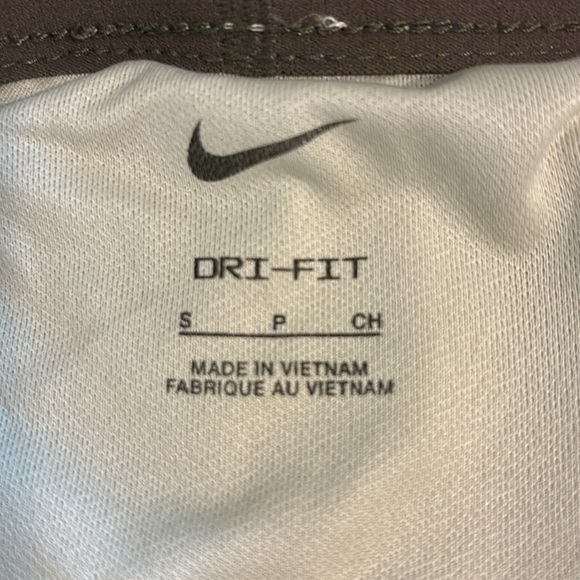 DRI-FIT
S P CH
MADE IN VIETNAM
FABRIQUE AU VIETNAM